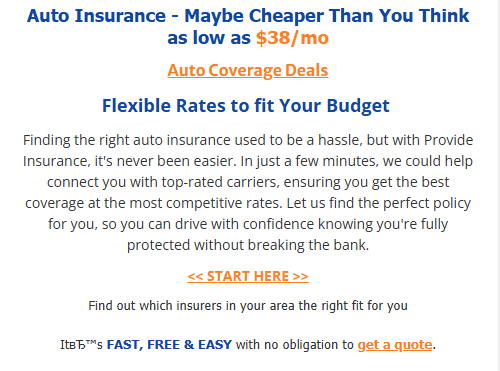 Auto Insurance - Maybe Cheaper Than You Think
as low as $38/mo
Auto Coverage Deals
Flexible Rates to fit Your Budget
Finding the right auto insurance used to be a hassle, but with Provide
Insurance, it's never been easier. In just a few minutes, we could help
connect you with top-rated carriers, ensuring you get the best
coverage at the most competitive rates. Let us find the perfect policy
for you, so you can drive with confidence knowing you're fully
protected without breaking the bank.
<< START HERE >>
Find out which insurers in your area the right fit for you
ItвЂ™s FAST, FREE & EASY with no obligation to get a quote.